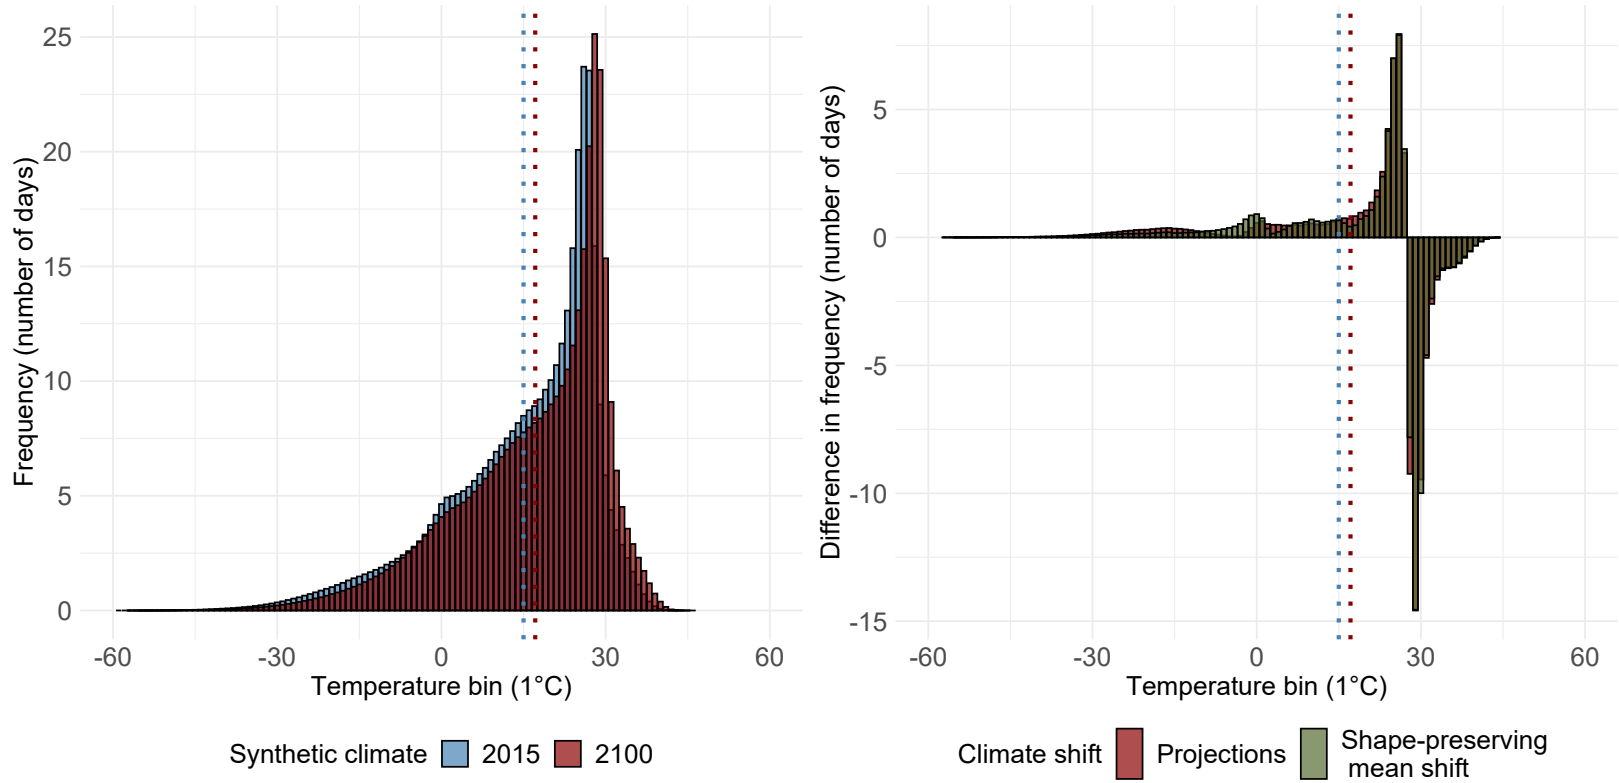 Frequency (number of days)
25
20
15
10
5
0
-60
-30
0
30
60
Temperature bin (1°C)
Synthetic climate
2015
2100
Difference in frequency (number of days)
5
0
-5
-10
-15
-60
-30
0
30
60
Temperature bin (1°C)
Climate shift
Projections
Shape-preserving
mean shift